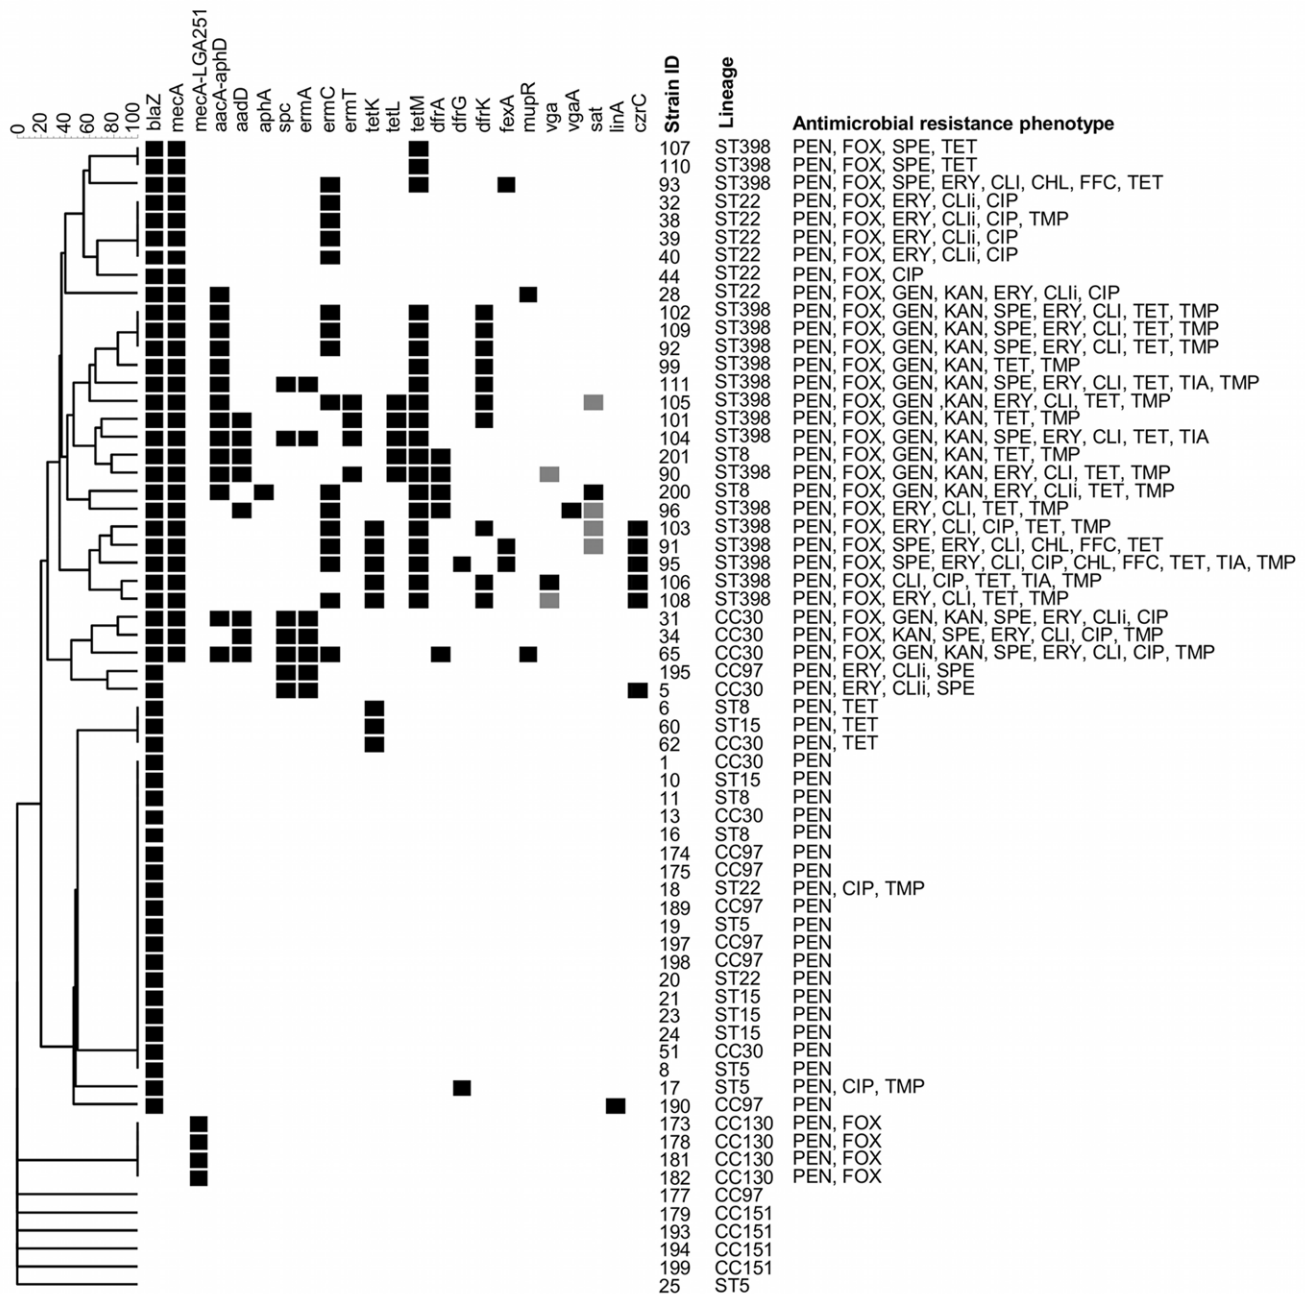 0 20 40 60 80 100
blaZ
mecA
mecA-LGA251
aacA-aphD
aadD
aphA
spc
ermA
ermC
ermT
tetK
tetL
tetM
dfrA
dfrG
dfrK
fexA
mupR
vga
vgaA
sat
linA
czrC
Strain ID
Lineage
Antimicrobial resistance phenotype
107 ST398 PEN, FOX, SPE, TET
110 ST398 PEN, FOX, SPE, TET
93 ST398 PEN, FOX, SPE, ERY, CLI, CHL, FFC, TET
32 ST22 PEN, FOX, ERY, CLIi, CIP
38 ST22 PEN, FOX, ERY, CLIi, CIP, TMP
39 ST22 PEN, FOX, ERY, CLIi, CIP
40 ST22 PEN, FOX, ERY, CLIi, CIP
44 ST22 PEN, FOX, CIP
28 ST22 PEN, FOX, GEN, KAN, ERY, CLIi, CIP
102 ST398 PEN, FOX, GEN, KAN, SPE, ERY, CLI, TET, TMP
109 ST398 PEN, FOX, GEN, KAN, SPE, ERY, CLI, TET, TMP
92 ST398 PEN, FOX, GEN, KAN, SPE, ERY, CLI, TET, TMP
99 ST398 PEN, FOX, GEN, KAN, TET, TMP
111 ST398 PEN, FOX, GEN, KAN, SPE, ERY, CLI, TET, TIA, TMP
105 ST398 PEN, FOX, GEN, KAN, ERY, CLI, TET, TMP
101 ST398 PEN, FOX, GEN, KAN, TET, TMP
104 ST398 PEN, FOX, GEN, KAN, SPE, ERY, CLI, TET, TIA
201 ST8 PEN, FOX, GEN, KAN, TET, TMP
90 ST398 PEN, FOX, GEN, KAN, ERY, CLI, TET, TMP
200 ST8 PEN, FOX, GEN, KAN, ERY, CLIi, TET, TMP
96 ST398 PEN, FOX, ERY, CLI, TET, TMP
103 ST398 PEN, FOX, ERY, CLI, CIP, TET, TMP
91 ST398 PEN, FOX, SPE, ERY, CLI, CHL, FFC, TET
95 ST398 PEN, FOX, SPE, ERY, CLI, CIP, CHL, FFC, TET, TIA, TMP
106 ST398 PEN, FOX, CLI, CIP, TET, TIA, TMP
108 ST398 PEN, FOX, ERY, CLI, TET, TMP
31 CC30 PEN, FOX, GEN, KAN, SPE, ERY, CLIi, CIP
34 CC30 PEN, FOX, KAN, SPE, ERY, CLI, CIP, TMP
65 CC30 PEN, FOX, GEN, KAN, SPE, ERY, CLI, CIP, TMP
195 CC97 PEN, ERY, CLIi, SPE
5 CC30 PEN, ERY, CLIi, SPE
6 ST8 PEN, TET
60 ST15 PEN, TET
62 CC30 PEN, TET
1 CC30 PEN
10 ST15 PEN
11 ST8 PEN
13 CC30 PEN
16 ST8 PEN
174 CC97 PEN
175 CC97 PEN
18 ST22 PEN, CIP, TMP
189 CC97 PEN
19 ST5 PEN
197 CC97 PEN
198 CC97 PEN
20 ST22 PEN
21 ST15 PEN
23 ST15 PEN
24 ST15 PEN
51 CC30 PEN
8 ST5 PEN
17 ST5 PEN, CIP, TMP
190 CC97 PEN
173 CC130 PEN, FOX
178 CC130 PEN, FOX
181 CC130 PEN, FOX
182 CC130 PEN, FOX
177 CC97
179 CC151
193 CC151
194 CC151
199 CC151
25 ST5